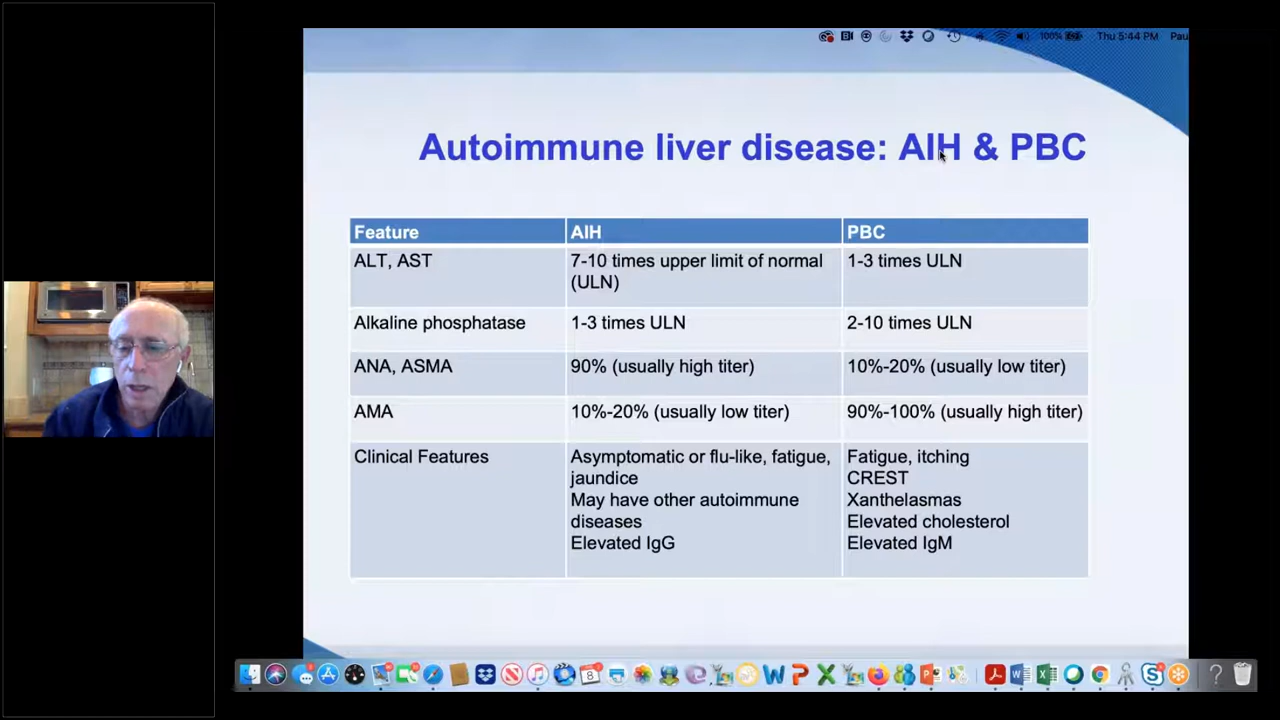 100% Thu 5:44 PM Pau
Autoimmune liver disease: AIH & PBC
Feature AIH PBC
ALT, AST 7-10 times upper limit of normal (ULN) 1-3 times ULN
Alkaline phosphatase 1-3 times ULN 2-10 times ULN
ANA, ASMA 90% (usually high titer) 10%-20% (usually low titer)
AMA 10%-20% (usually low titer) 90%-100% (usually high titer)
Clinical Features
Asymptomatic or flu-like, fatigue,
jaundice
May have other autoimmune
diseases
Elevated IgG
Fatigue, itching
CREST
Xanthelasmas
Elevated cholesterol
Elevated IgM
8